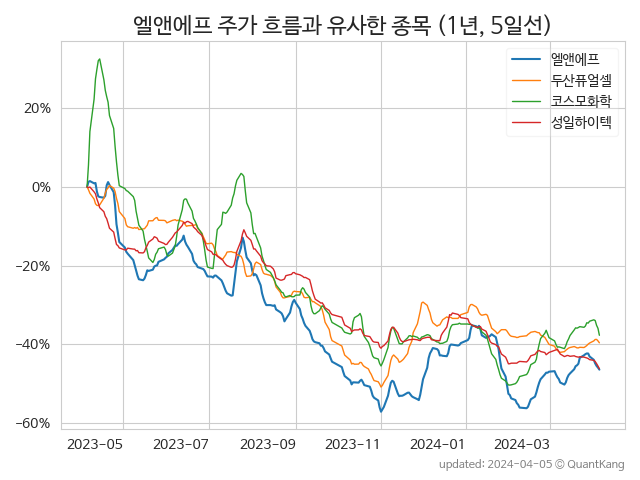 엘앤에프 주가 흐름과 유사한 종목 (1년, 5일선)
엘앤에프
두산퓨얼셀
코스모화학
성일하이텍
20%
0%
−20%
−40%
−60%
2023-05 2023-07 2023-09 2023-11 2024-01 2024-03
updated: 2024-04-05 © QuantKang